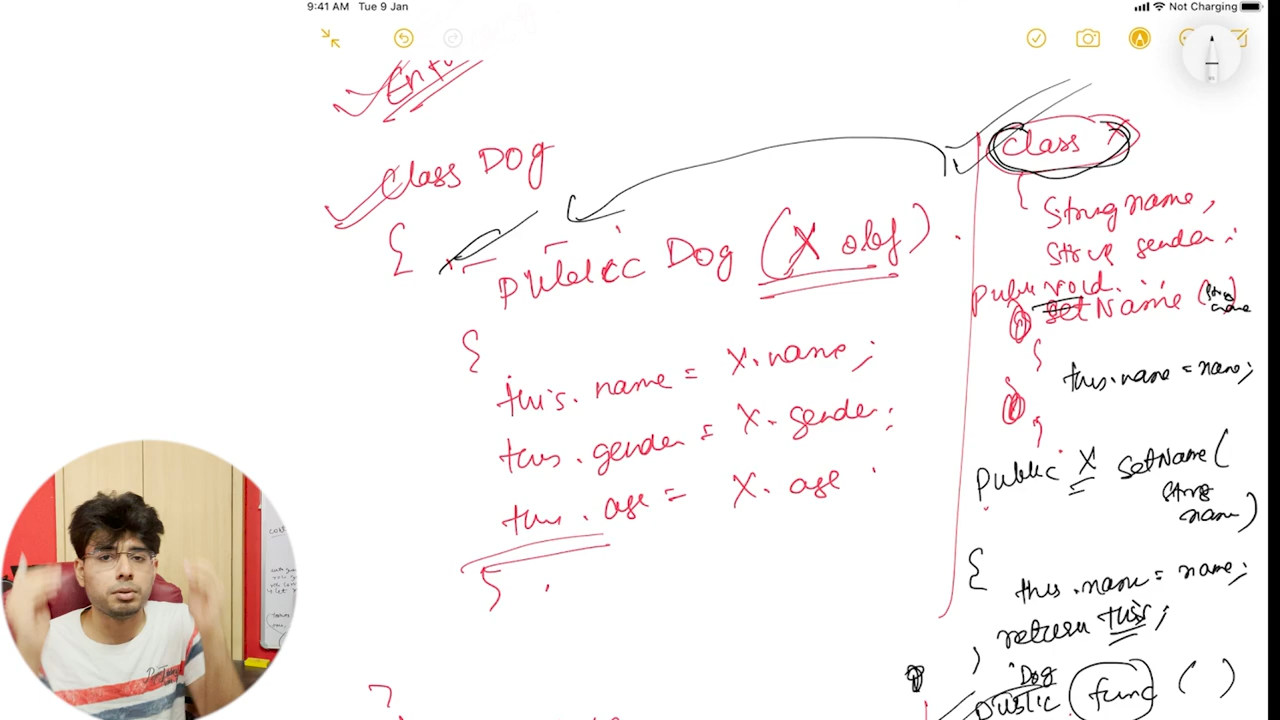 9:41 AM Tue 9 Jan
Not Charging
Class Dog
{
public Dog (X obj)
{
this.name = X.name;
this.gender = X.gender;
this.age = X.age
}
}
class X
{
String name,
String gender;
void
setName (String name)
{
this.name = name;
}
public X setName (
String
name)
{
this.name = name;
return this;
}
Dog
public func ( )